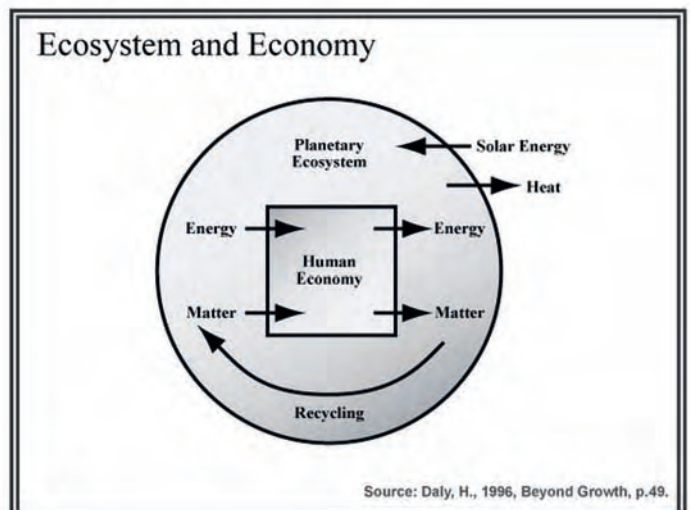 Ecosystem and Economy
Planetary
Ecosystem
Solar Energy
Heat
Energy
Energy
Human
Economy
Matter
Matter
Recycling
Source: Daly, H., 1996, Beyond Growth, p.49.